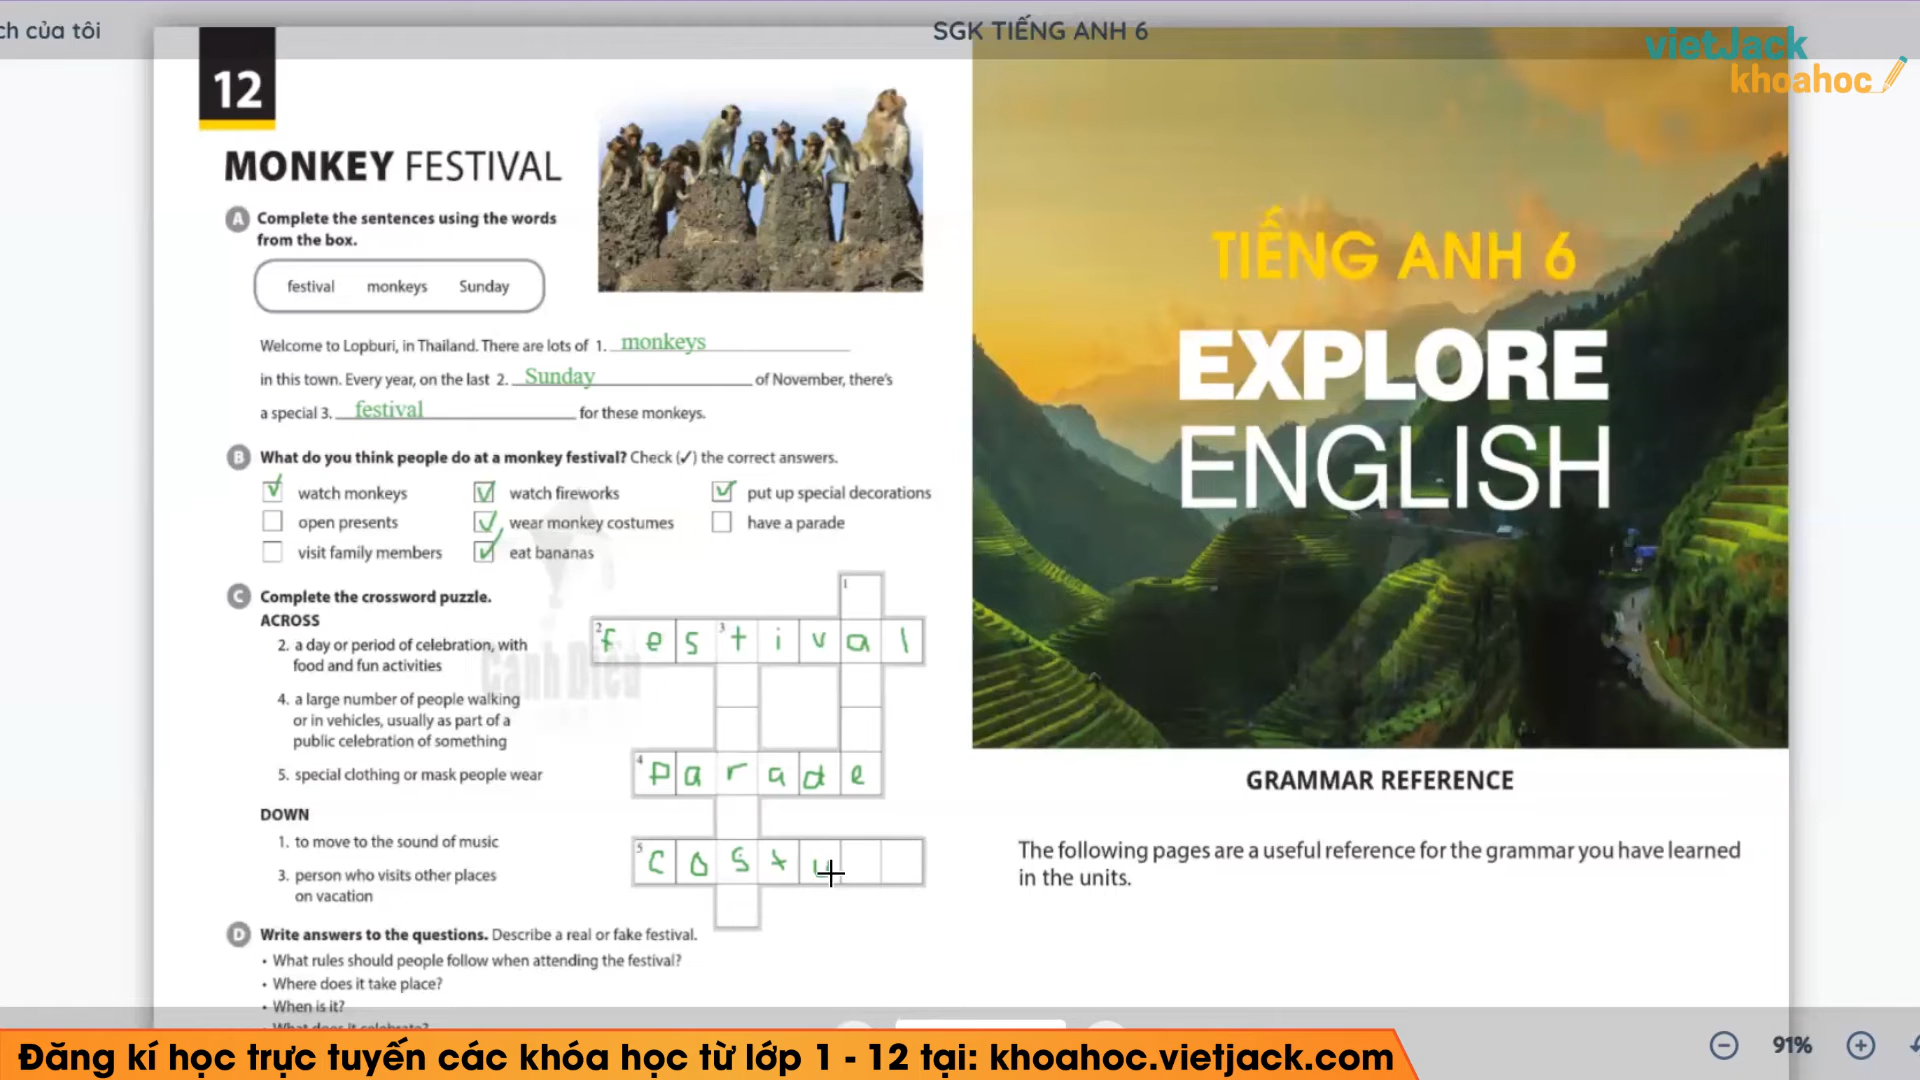 ch của tôi
SGK TIẾNG ANH 6
vietJack
khoahoc
12
MONKEY FESTIVAL
A Complete the sentences using the words
from the box.
festival monkeys Sunday
Welcome to Lopburi, in Thailand. There are lots of 1. monkeys
in this town. Every year, on the last 2. Sunday of November, there's
a special 3. festival for these monkeys.
B What do you think people do at a monkey festival? Check (✓) the correct answers.
watch monkeys watch fireworks put up special decorations
open presents wear monkey costumes have a parade
visit family members eat bananas
C Complete the crossword puzzle.
ACROSS
2. a day or period of celebration, with
food and fun activities
4. a large number of people walking
or in vehicles, usually as part of a
public celebration of something
5. special clothing or mask people wear
DOWN
1. to move to the sound of music
3. person who visits other places
on vacation
1
2 f e s 3 t i v a l
4 p a r a d e
5 c o s t u
Cánh Diều
D Write answers to the questions. Describe a real or fake festival.
• What rules should people follow when attending the festival?
• Where does it take place?
• When is it?
• What does it celebrate?
TIẾNG ANH 6
EXPLORE
ENGLISH
GRAMMAR REFERENCE
The following pages are a useful reference for the grammar you have learned
in the units.
Đăng kí học trực tuyến các khóa học từ lớp 1 - 12 tại: khoahoc.vietjack.com
91%